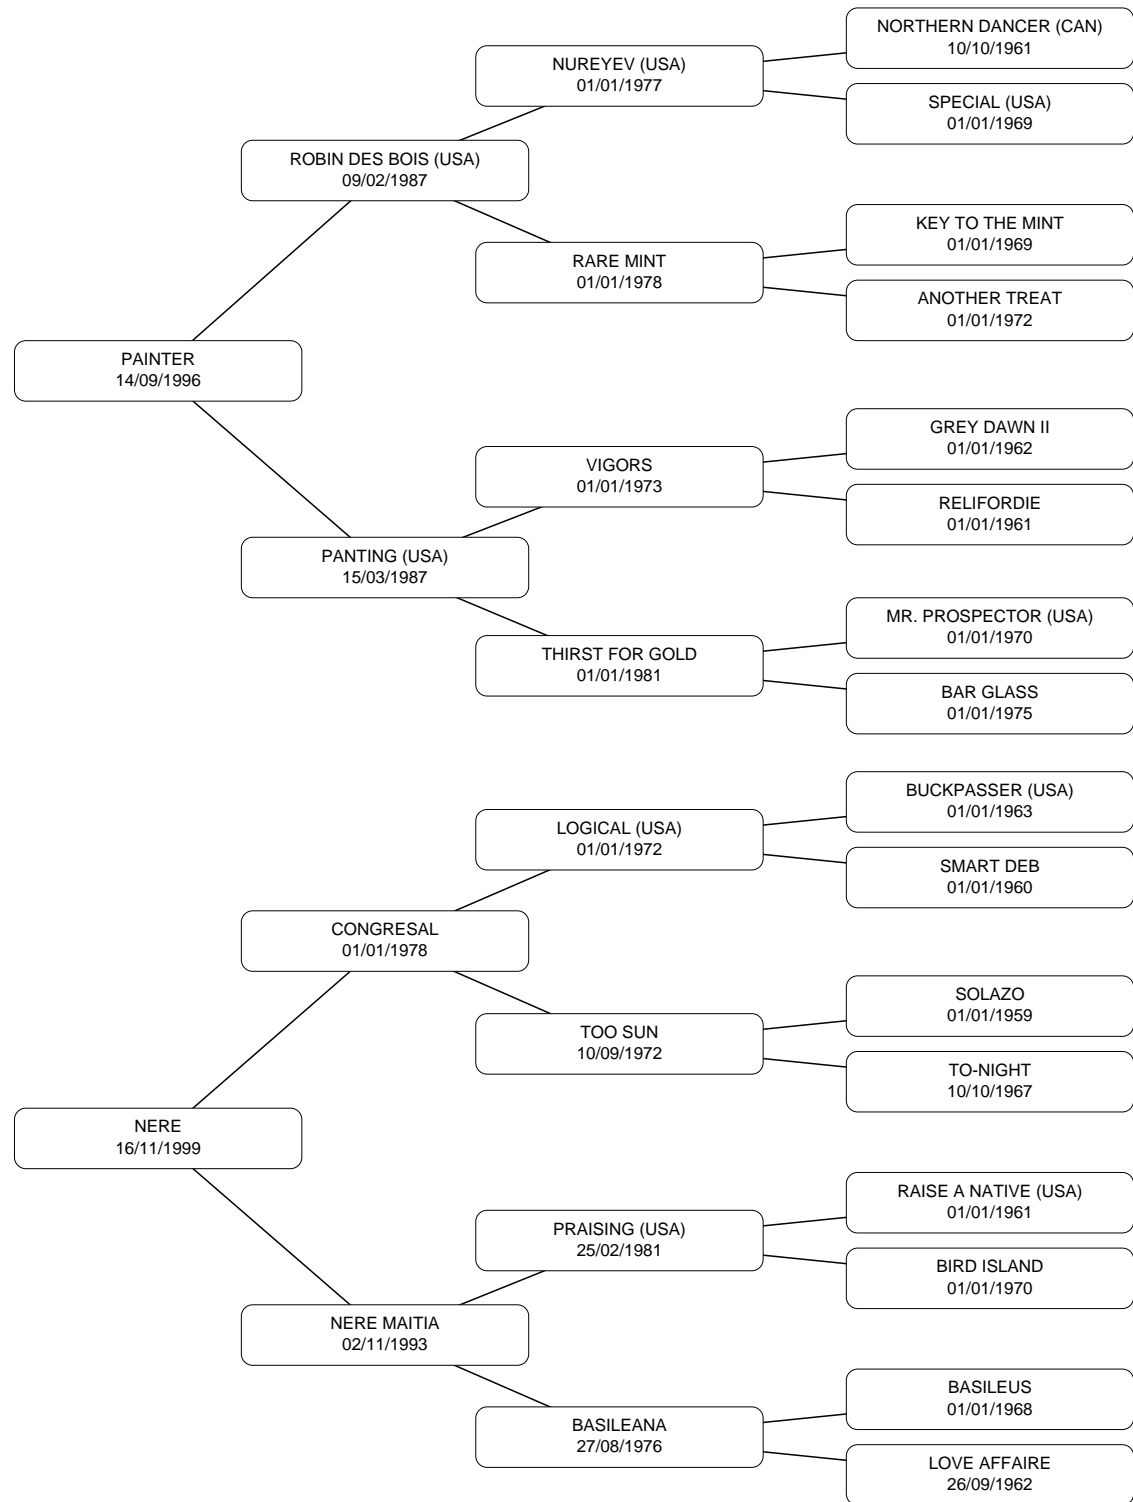 NORTHERN DANCER (CAN)
10/10/1961
NUREYEV (USA)
01/01/1977
SPECIAL (USA)
01/01/1969
ROBIN DES BOIS (USA)
09/02/1987
KEY TO THE MINT
01/01/1969
RARE MINT
01/01/1978
ANOTHER TREAT
01/01/1972
PAINTER
14/09/1996
GREY DAWN II
01/01/1962
VIGORS
01/01/1973
RELIFORDIE
01/01/1961
PANTING (USA)
15/03/1987
MR. PROSPECTOR (USA)
01/01/1970
THIRST FOR GOLD
01/01/1981
BAR GLASS
01/01/1975
BUCKPASSER (USA)
01/01/1963
LOGICAL (USA)
01/01/1972
SMART DEB
01/01/1960
CONGRESAL
01/01/1978
SOLAZO
01/01/1959
TOO SUN
10/09/1972
TO-NIGHT
10/10/1967
NERE
16/11/1999
RAISE A NATIVE (USA)
01/01/1961
PRAISING (USA)
25/02/1981
BIRD ISLAND
01/01/1970
NERE MAITIA
02/11/1993
BASILEUS
01/01/1968
BASILEANA
27/08/1976
LOVE AFFAIRE
26/09/1962